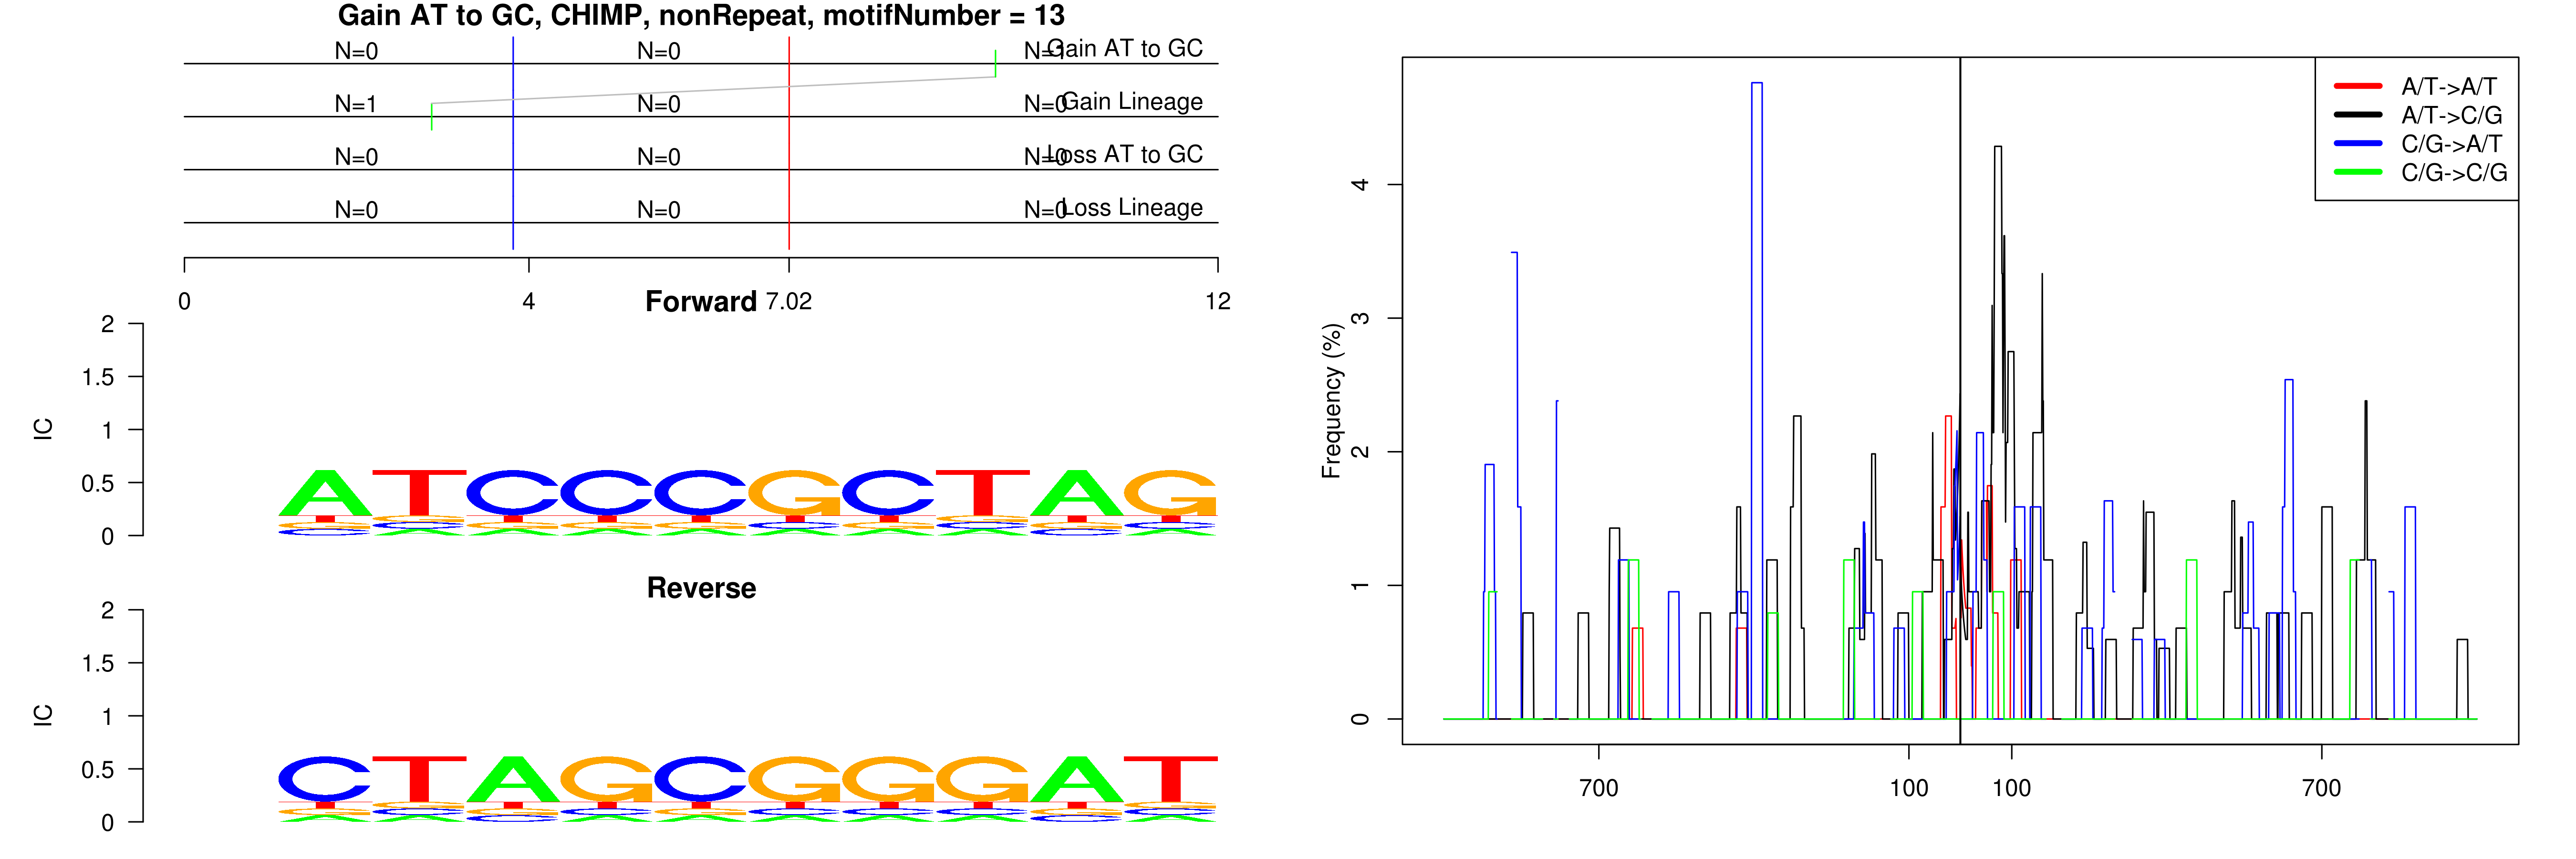 Gain AT to GC, CHIMP, nonRepeat, motifNumber = 13
N=0 N=0 N=1 Gain AT to GC
N=1 N=0 N=0 Gain Lineage
N=0 N=0 N=0 Loss AT to GC
N=0 N=0 N=0 Loss Lineage
0 4 7.02 12
Forward
IC
2
1.5
1
0.5
0
ATCCCGCTAG
Reverse
IC
2
1.5
1
0.5
0
CTAGCGGGAT
A/T->A/T
A/T->C/G
C/G->A/T
C/G->C/G
Frequency (%)
4
3
2
1
0
700 100 100 700